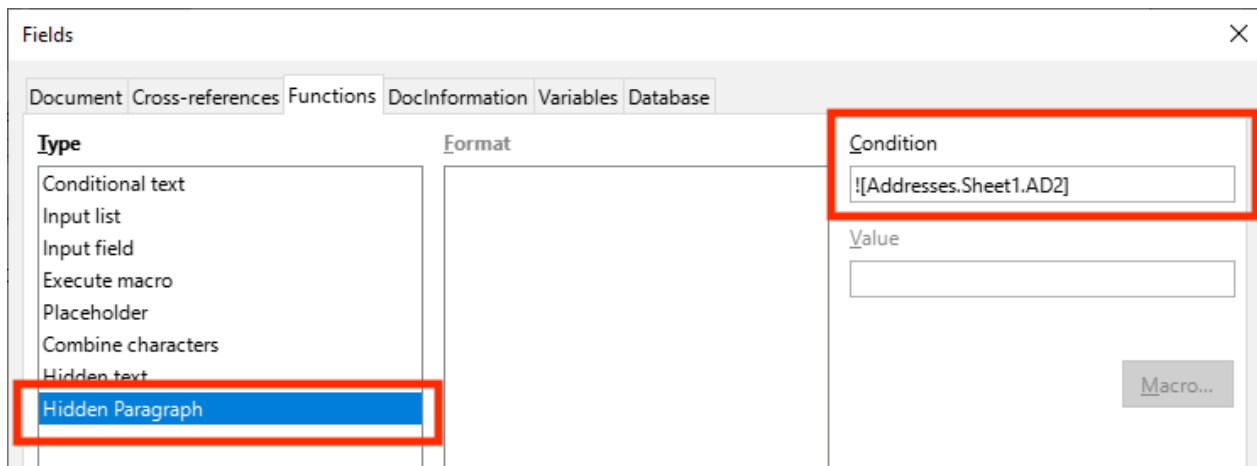 Fields
Document Cross-references Functions DocInformation Variables Database
Type
Conditional text
Input list
Input field
Execute macro
Placeholder
Combine characters
Hidden text
Hidden Paragraph
Format
Condition
![Addresses.Sheet1.AD2]
Value
Macro...